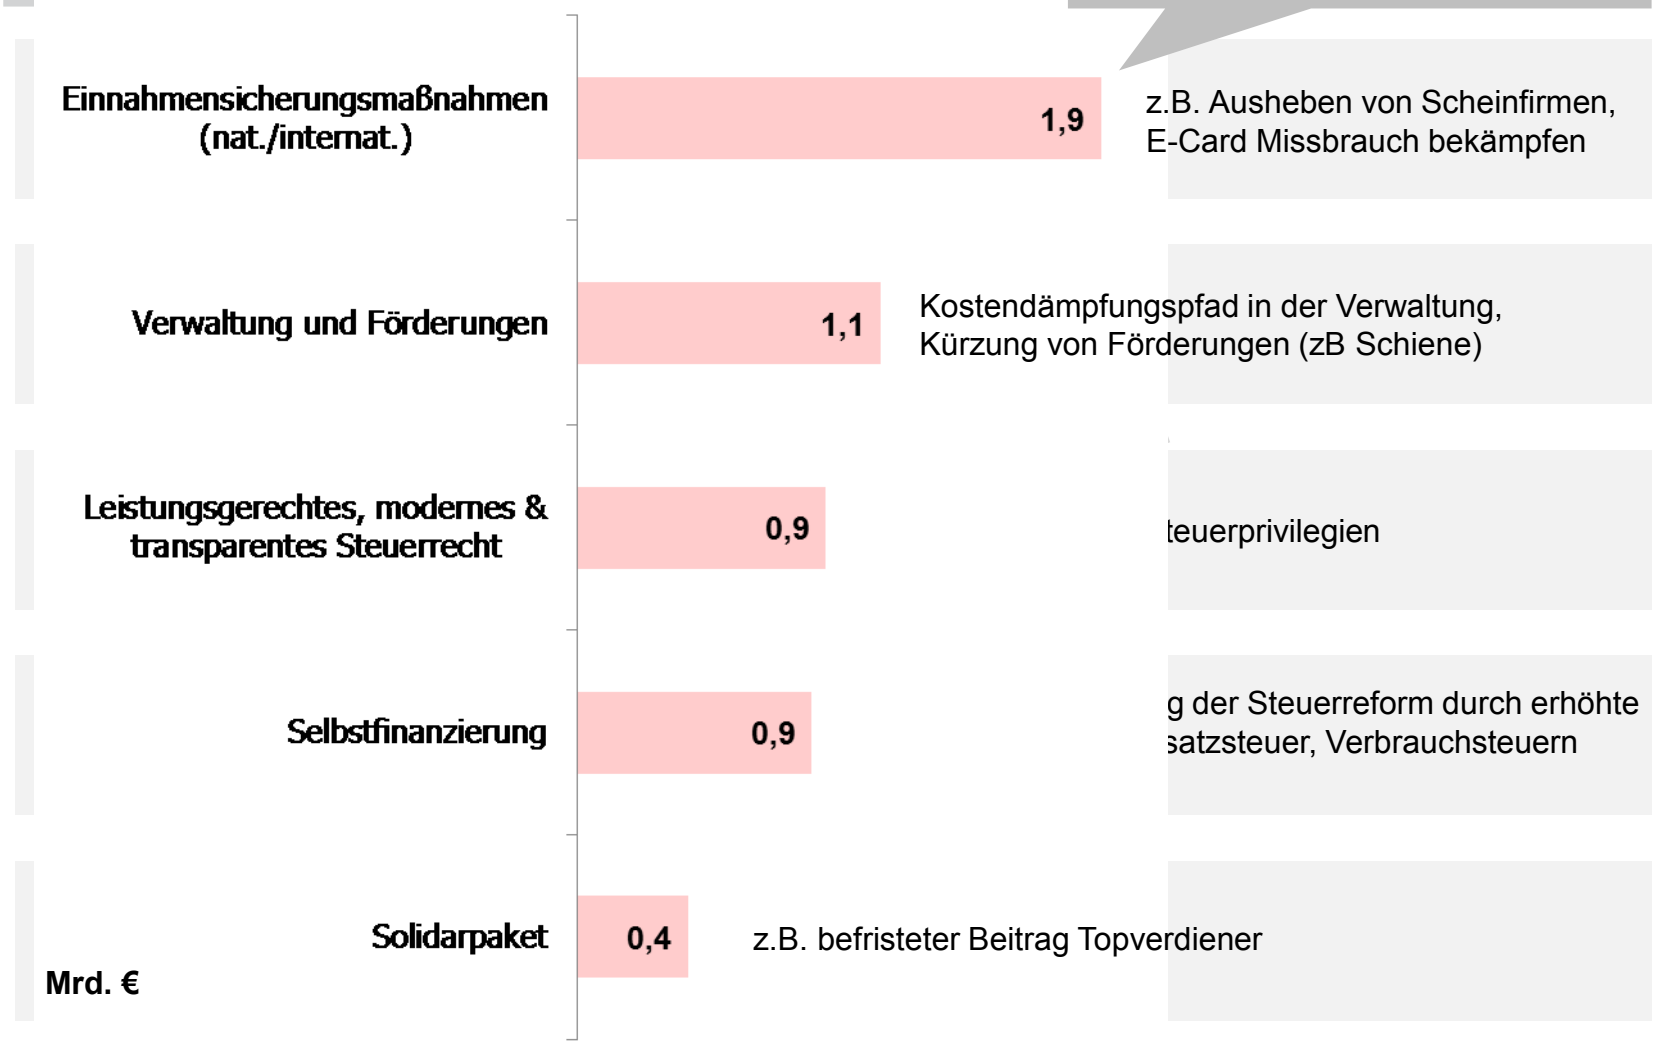 Einnahmensicherungsmaßnahmen
(nat./internat.)
1,9
z.B. Ausheben von Scheinfirmen,
E-Card Missbrauch bekämpfen
Verwaltung und Förderungen
1,1
Kostendämpfungspfad in der Verwaltung,
Kürzung von Förderungen (zB Schiene)
Leistungsgerechtes, modernes &
transparentes Steuerrecht
0,9
teuerprivilegien
Selbstfinanzierung
0,9
g der Steuerreform durch erhöhte
satzsteuer, Verbrauchsteuern
Solidarpaket
0,4
z.B. befristeter Beitrag Topverdiener
Mrd. €